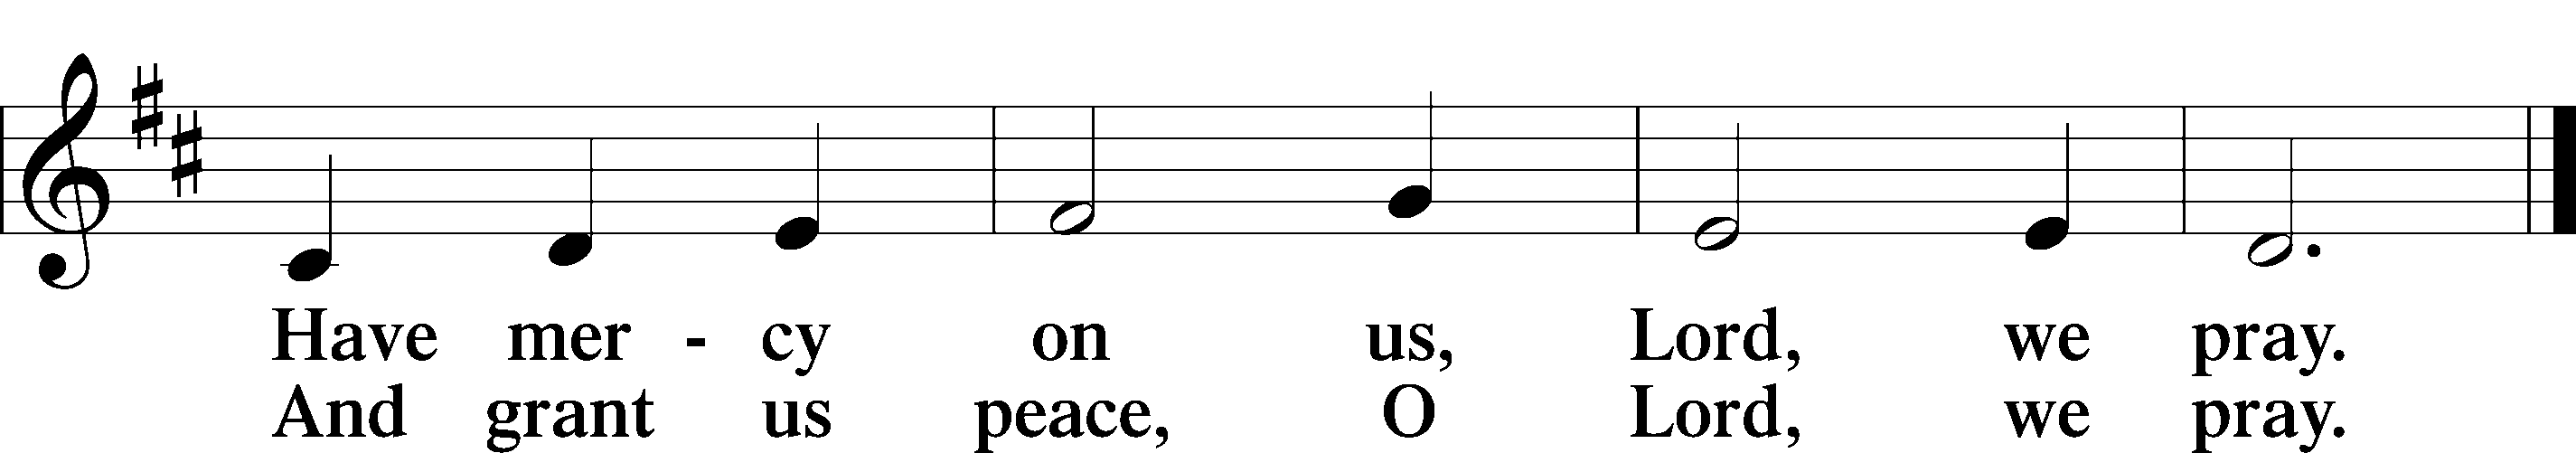 Have mer - cy on us, Lord, we pray.
And grant us peace, O Lord, we pray.